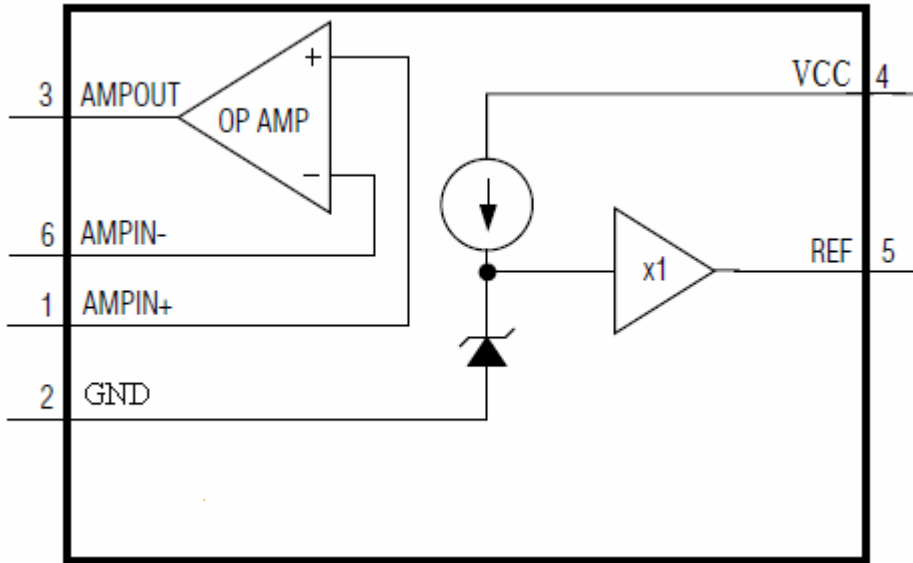 +
VCC 4
3 AMPOUT
OP AMP
−
6 AMPIN-
REF 5
x1
1 AMPIN+
2 GND